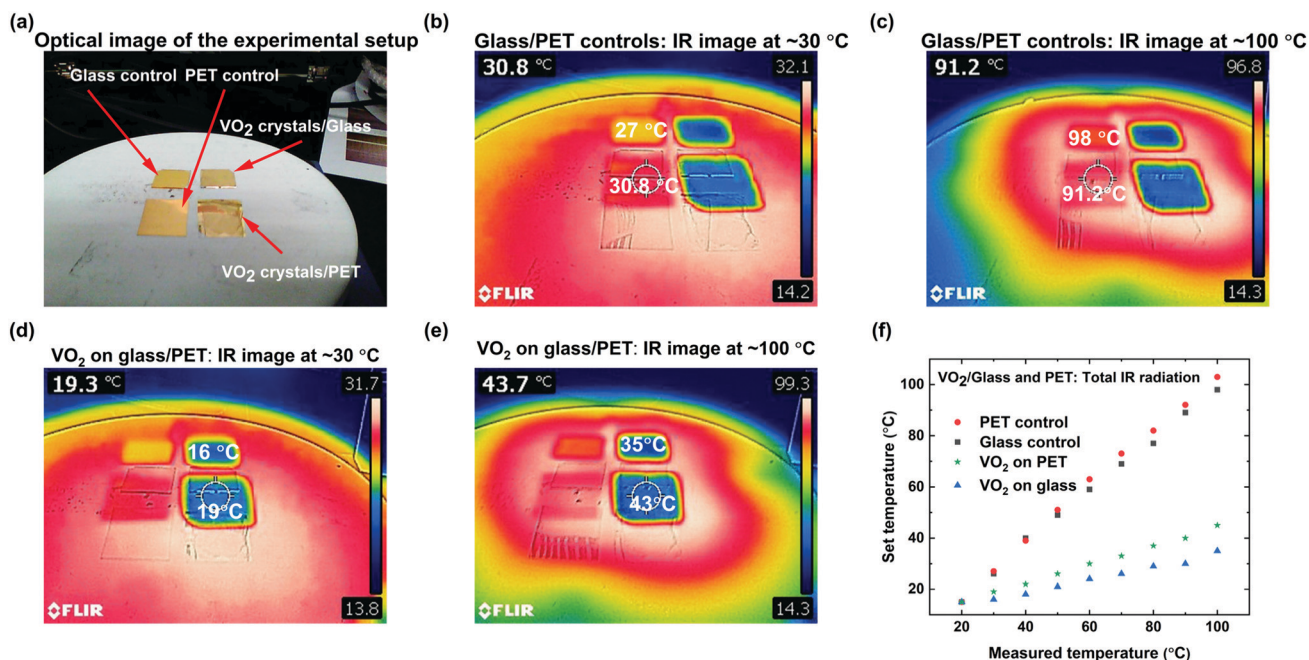 (a)
Optical image of the experimental setup
Glass control PET control
VO2 crystals/Glass
VO2 crystals/PET
(b)
Glass/PET controls: IR image at ~30 °C
30.8 °C
32.1
27 °C
30.8 °C
14.2
FLIR
(c)
Glass/PET controls: IR image at ~100 °C
91.2 °C
96.8
98 °C
91.2°C
14.3
FLIR
(d)
VO2 on glass/PET: IR image at ~30 °C
19.3 °C
31.7
16 °C
19°C
13.8
FLIR
(e)
VO2 on glass/PET: IR image at ~100 °C
43.7 °C
99.3
35°C
43°C
14.3
FLIR
(f)
VO2/Glass and PET: Total IR radiation
PET control
Glass control
VO2 on PET
VO2 on glass
Set temperature (°C)
100
80
60
40
20
20 40 60 80 100
Measured temperature (°C)